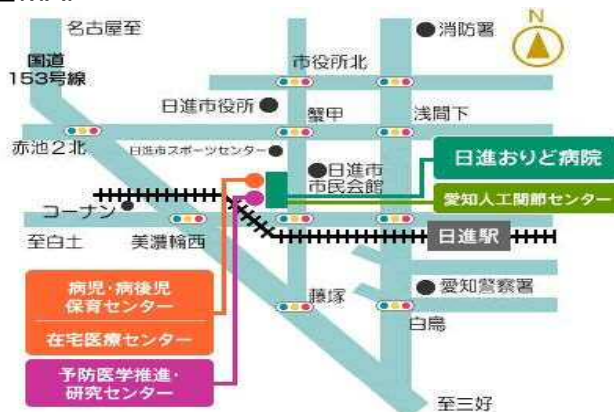 名古屋至
消防署
N
国道
153号線
市役所北
日進市役所
蟹甲
浅間下
赤池2北
日進市スポーツセンター
日進市
市民会館
日進おりど病院
愛知人工関節センター
コーナン
至白土
美濃輪西
日進駅
病児・病後児
保育センター
在宅医療センター
藤塚
愛知警察署
白鳥
予防医学推進・
研究センター
至三好